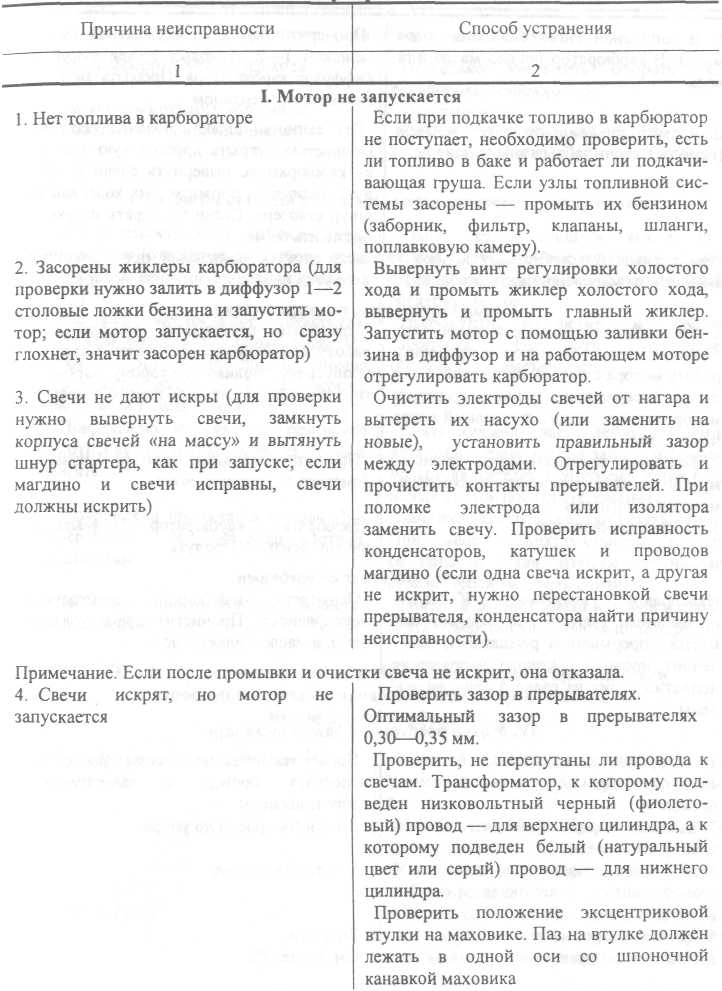 Причина неисправности
Способ устранения
I
2
I. Мотор не запускается
1. Нет топлива в карбюраторе
Если при подкачке топливо в карбюратор
не поступает, необходимо проверить, есть
ли топливо в баке и работает ли подкачи-
вающая груша. Если узлы топливной сис-
темы засорены — промыть их бензином
(заборник, фильтр, клапаны, шланги,
поплавковую камеру).
2. Засорены жиклеры карбюратора (для
проверки нужно залить в диффузор 1—2
столовые ложки бензина и запустить мо-
тор; если мотор запускается, но сразу
глохнет, значит засорен карбюратор)
Вывернуть винт регулировки холостого
хода и промыть жиклер холостого хода,
вывернуть и промыть главный жиклер.
Запустить мотор с помощью заливки бен-
зина в диффузор и на работающем моторе
отрегулировать карбюратор.
3. Свечи не дают искры (для проверки
нужно вывернуть свечи, замкнуть
корпуса свечей «на массу» и вытянуть
шнур стартера, как при запуске; если
магдино и свечи исправны, свечи
должны искрить)
Очистить электроды свечей от нагара и
вытереть их насухо (или заменить на
новые), установить правильный зазор
между электродами. Отрегулировать и
прочистить контакты прерывателей. При
поломке электрода или изолятора
заменить свечу. Проверить исправность
конденсаторов, катушек и проводов
магдино (если одна свеча искрит, а другая
не искрит, нужно перестановкой свечи
прерывателя, конденсатора найти причину
неисправности).
Примечание. Если после промывки и очистки свеча не искрит, она отказала.
4. Свечи искрят, но мотор не
запускается
Проверить зазор в прерывателях.
Оптимальный зазор в прерывателях
0,30—0,35 мм.
Проверить, не перепутаны ли провода к
свечам. Трансформатор, к которому под-
веден низковольтный черный (фиолето-
вый) провод — для верхнего цилиндра, а к
которому подведен белый (натуральный
цвет или серый) провод — для нижнего
цилиндра.
Проверить положение эксцентриковой
втулки на маховике. Паз на втулке должен
лежать в одной оси со шпоночной
канавкой маховика